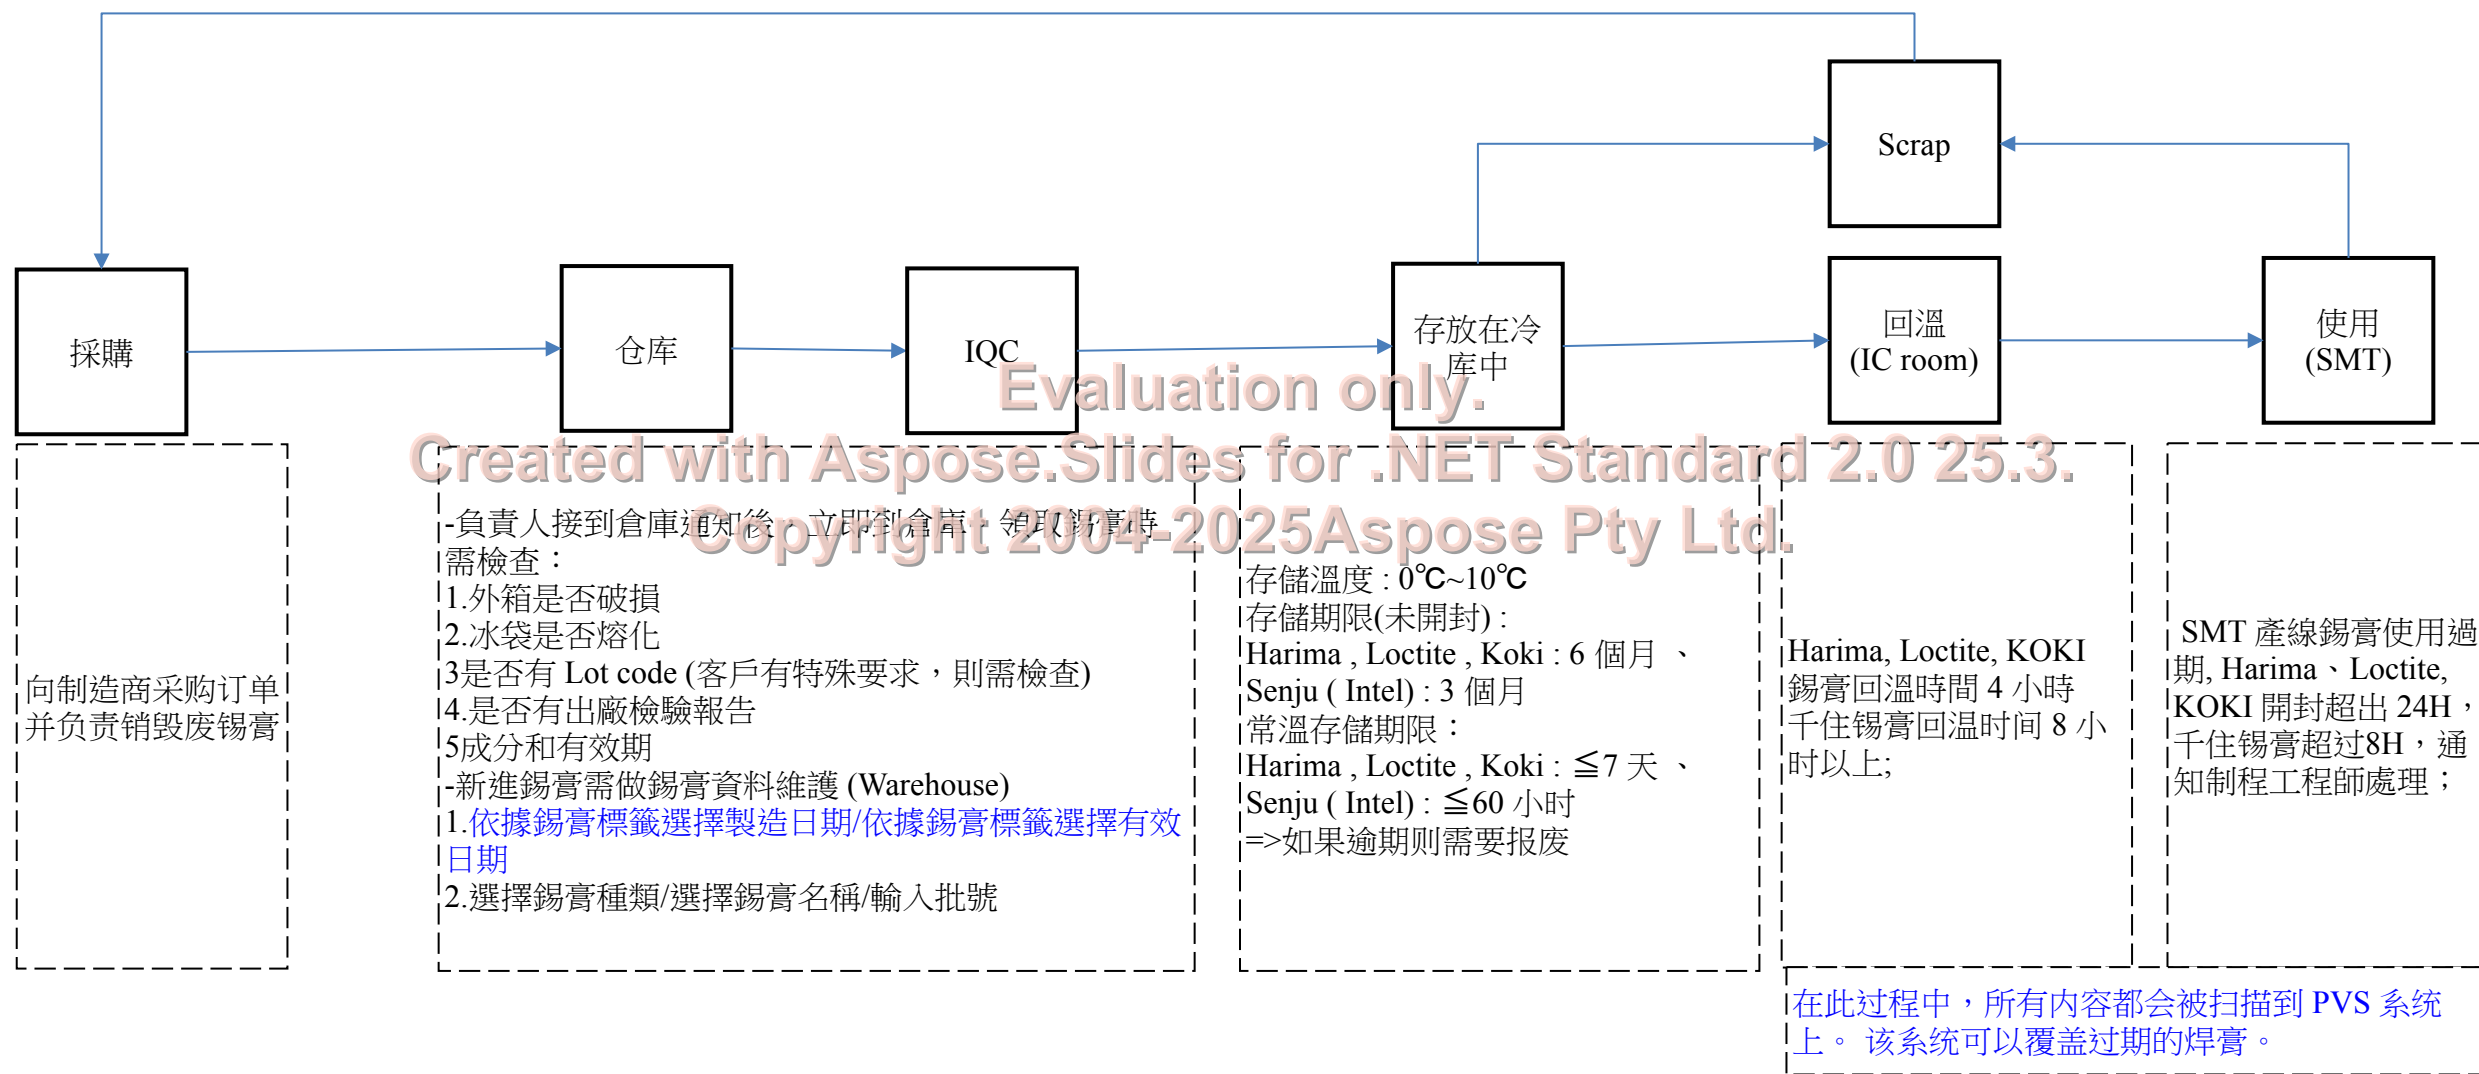 Scrap
採購
仓库
IQC
存放在冷
库中
回溫
(IC room)
使用
(SMT)
Evaluation only.
Created with Aspose.Slides for .NET Standard 2.0 25.3.
Copyright 2004-2025Aspose Pty Ltd.
向制造商采购订单
并负责销毁废锡膏
-負責人接到倉庫通知後，立即到倉庫，領取錫膏時
需檢查：
1.外箱是否破損
2.冰袋是否熔化
3是否有 Lot code (客戶有特殊要求，則需檢查)
4.是否有出廠檢驗報告
5成分和有效期
-新進錫膏需做錫膏資料維護 (Warehouse)
1.依據錫膏標籤選擇製造日期/依據錫膏標籤選擇有效
日期
2.選擇錫膏種類/選擇錫膏名稱/輸入批號
存儲溫度 : 0℃~10℃
存儲期限(未開封) :
Harima , Loctite , Koki : 6 個月 、
Senju ( Intel) : 3 個月
常溫存儲期限：
Harima , Loctite , Koki : ≦7 天 、
Senju ( Intel) : ≦60 小时
=>如果逾期则需要报废
Harima, Loctite, KOKI
錫膏回溫時間 4 小時
千住锡膏回温时间 8 小
时以上;
SMT 產線錫膏使用過
期, Harima、Loctite,
KOKI 開封超出 24H，
千住锡膏超过8H，通
知制程工程師處理；
在此过程中，所有内容都会被扫描到 PVS 系统
上。 该系统可以覆盖过期的焊膏。